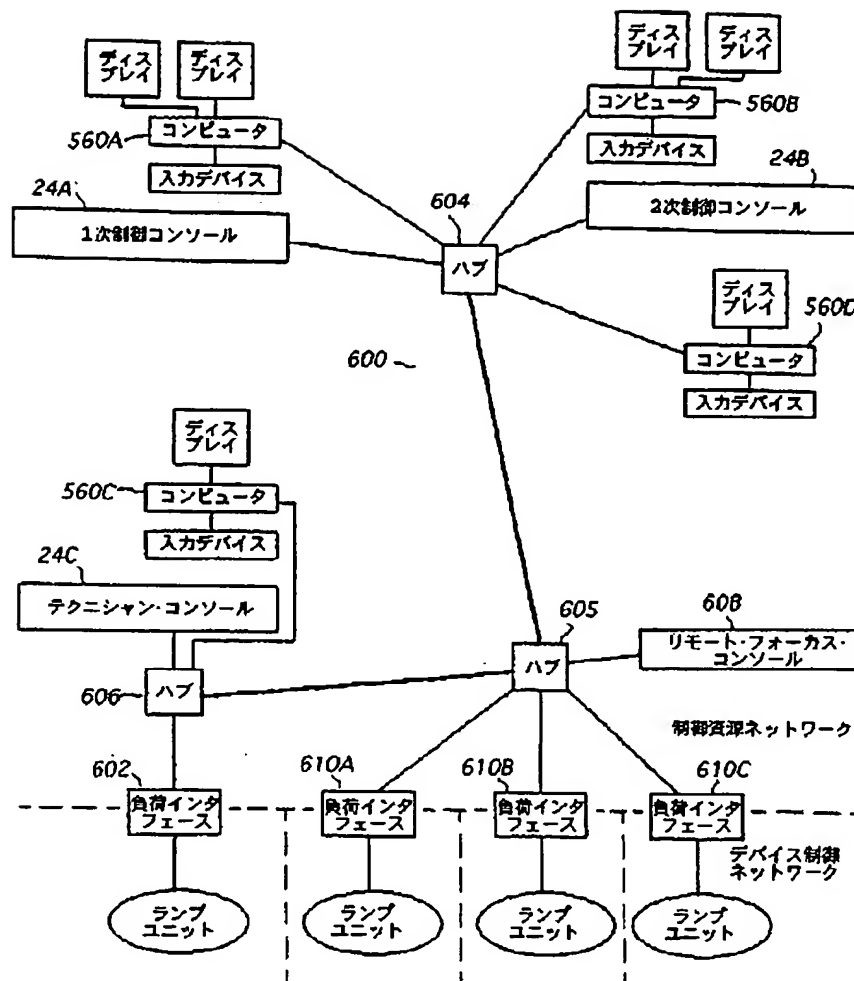 ディス
プレイ
ディス
プレイ
コンピュータ
560A
入力デバイス
24A
1次制御コンソール
ディス
プレイ
ディス
プレイ
コンピュータ
560B
入力デバイス
24B
2次制御コンソール
604
ハブ
ディス
プレイ
560D
コンピュータ
入力デバイス
600
ディス
プレイ
560C
コンピュータ
入力デバイス
24C
テクニシャン・コンソール
606
ハブ
605
ハブ
608
リモート・フォーカス・
コンソール
制御資源ネットワーク
602
負荷インタ
フェース
610A
負荷インタ
フェース
610B
負荷インタ
フェース
610C
負荷インタ
フェース
デバイス制御
ネットワーク
ランプ
ユニット
ランプ
ユニット
ランプ
ユニット
ランプ
ユニット